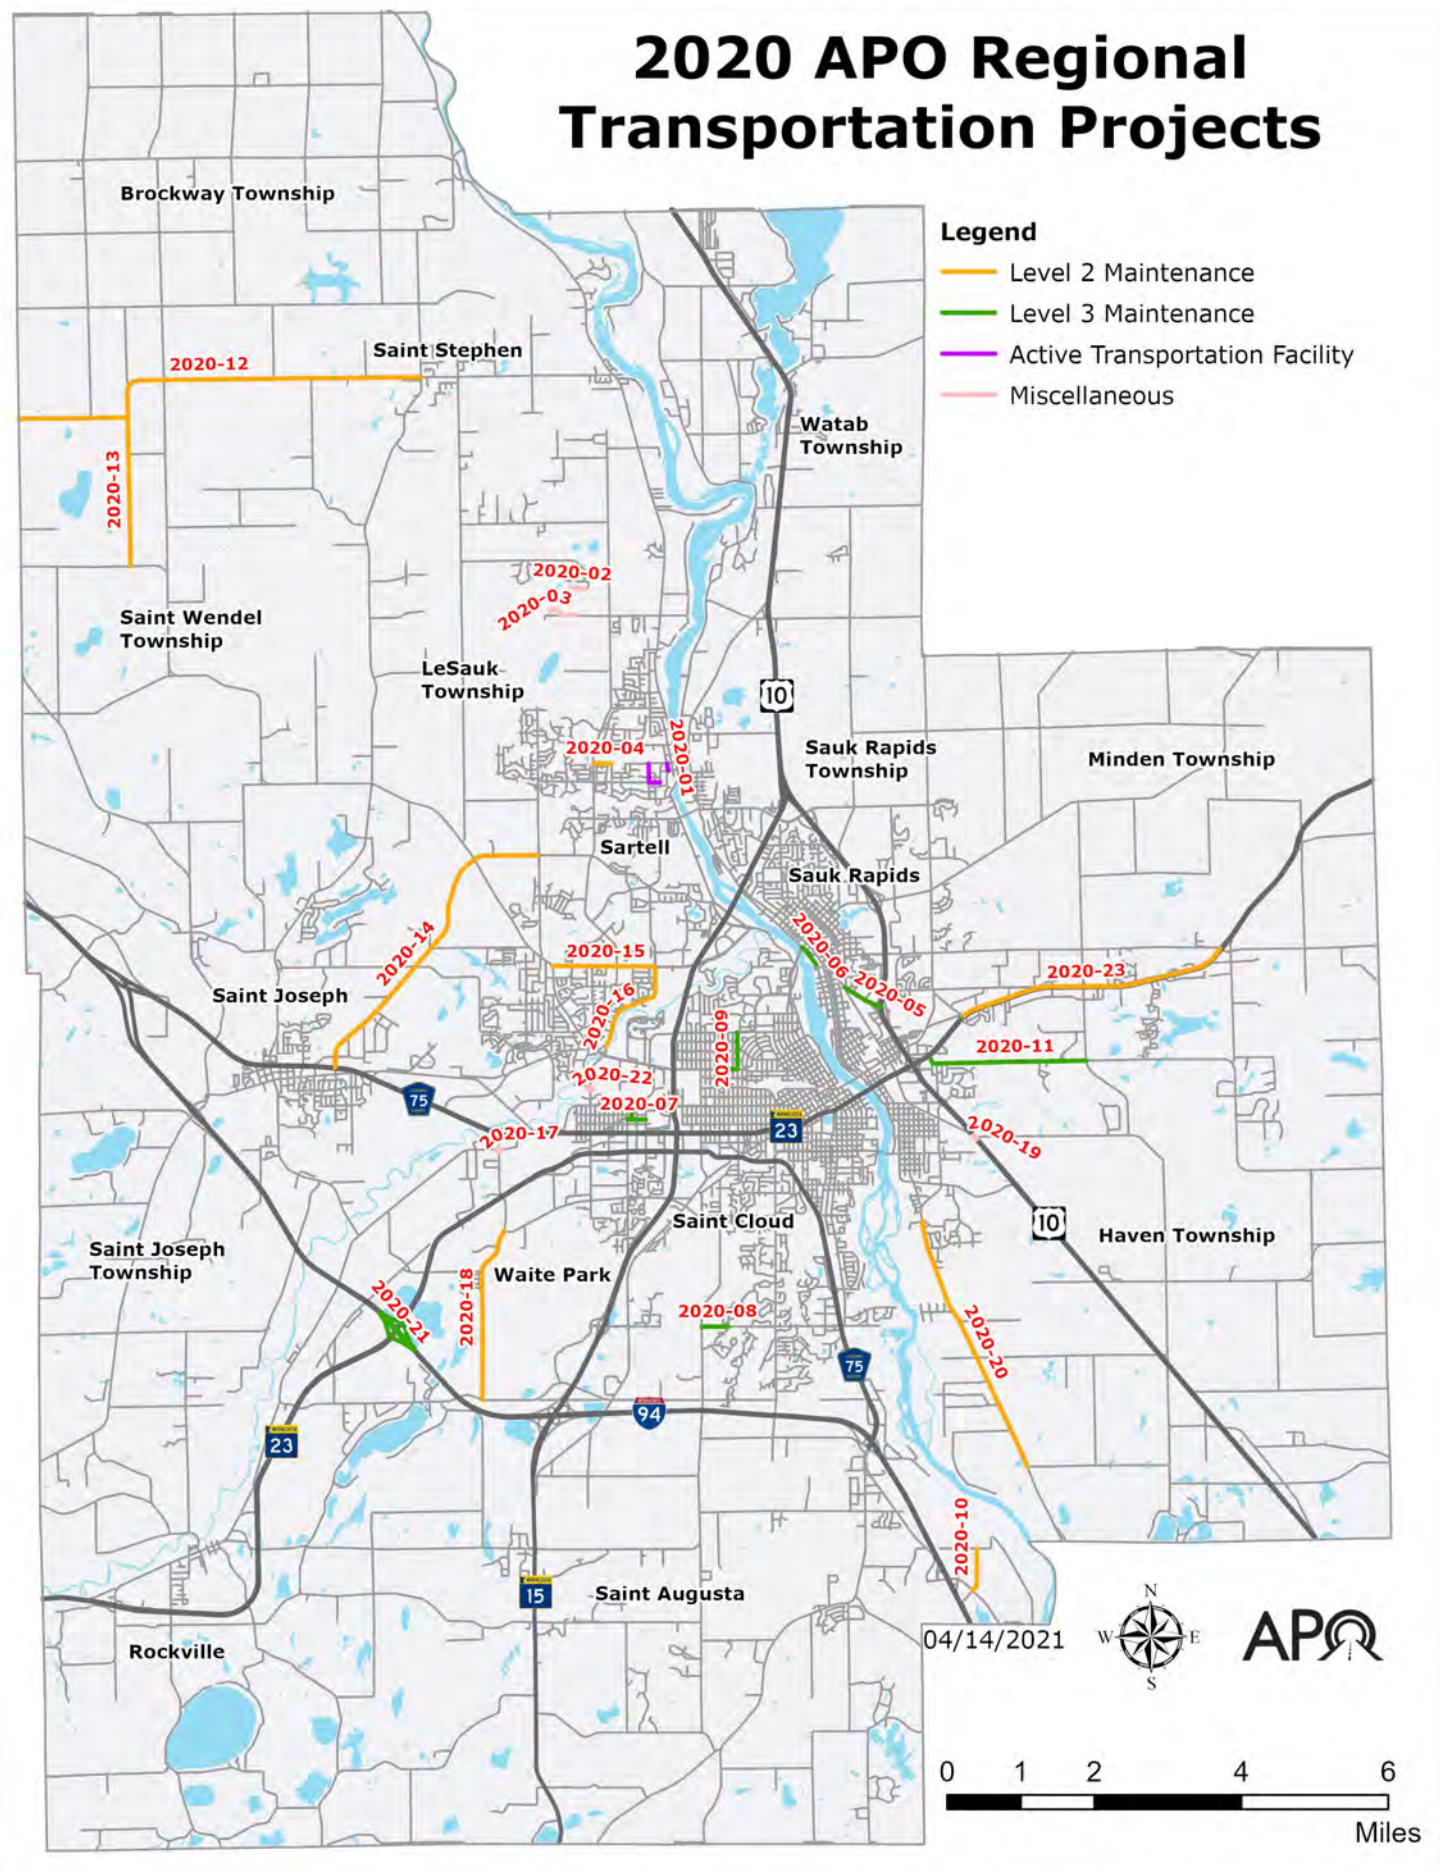 2020 APO Regional
Transportation Projects
Brockway Township
Legend
Level 2 Maintenance
Level 3 Maintenance
Active Transportation Facility
Miscellaneous
2020-12
Saint Stephen
Watab
Township
2020-13
2020-02
2020-03
Saint Wendel
Township
LeSauk
Township
10
2020-01
2020-04
Sauk Rapids
Township
Minden Township
Sartell
Sauk Rapids
2020-14
2020-15
2020-06
2020-05
2020-23
Saint Joseph
2020-16
2020-09
2020-11
2020-22
75
2020-07
MINNESOTA
23
2020-17
2020-19
Saint Cloud
10
Haven Township
Saint Joseph
Township
Waite Park
2020-21
2020-18
2020-08
2020-20
75
94
MINNESOTA
23
2020-10
MINNESOTA
15
Saint Augusta
N
W
E
S
04/14/2021
APO
Rockville
0 1 2 4 6
Miles